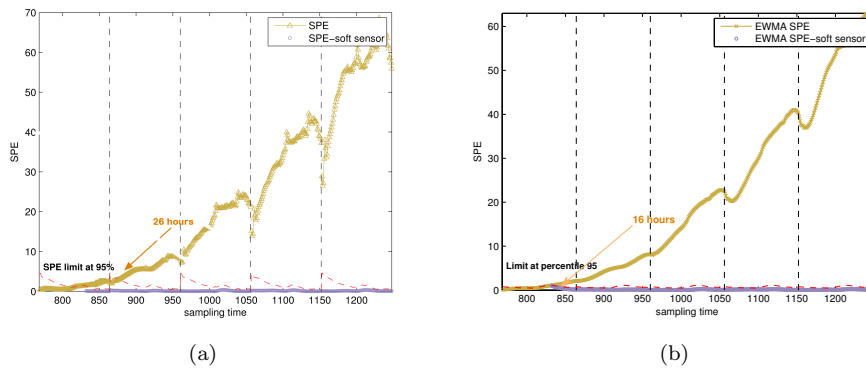 70
60
50
40
30
20
10
0
SPE
SPE
SPE−soft sensor
26 hours
SPE limit at 95%
800
850
900
950
1000
1050
1100
1150
1200
sampling time
(a)
60
50
40
30
20
10
0
SPE
EWMA SPE
EWMA SPE−soft sensor
16 hours
Limit at percentile 95
800
850
900
950
1000
1050
1100
1150
1200
sampling time
(b)